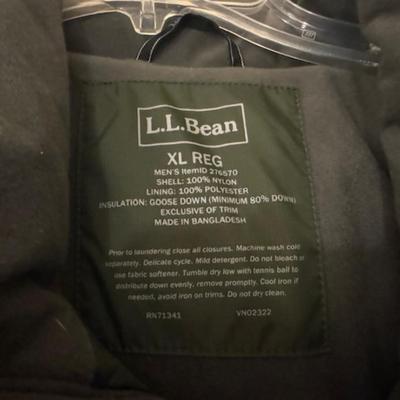 L.L.Bean
XL REG
MEN'S ItemID 276570
SHELL: 100% NYLON
LINING: 100% POLYESTER
INSULATION: GOOSE DOWN (MINIMUM 80% DOWN)
EXCLUSIVE OF TRIM
MADE IN BANGLADESH
Prior to laundering close all closures. Machine wash cold
separately. Delicate cycle. Mild detergent. Do not bleach or
use fabric softener. Tumble dry low with tennis ball to
distribute down evenly, remove promptly. Cool iron if
needed, avoid iron on trims. Do not dry clean.
RN71341 VN02322